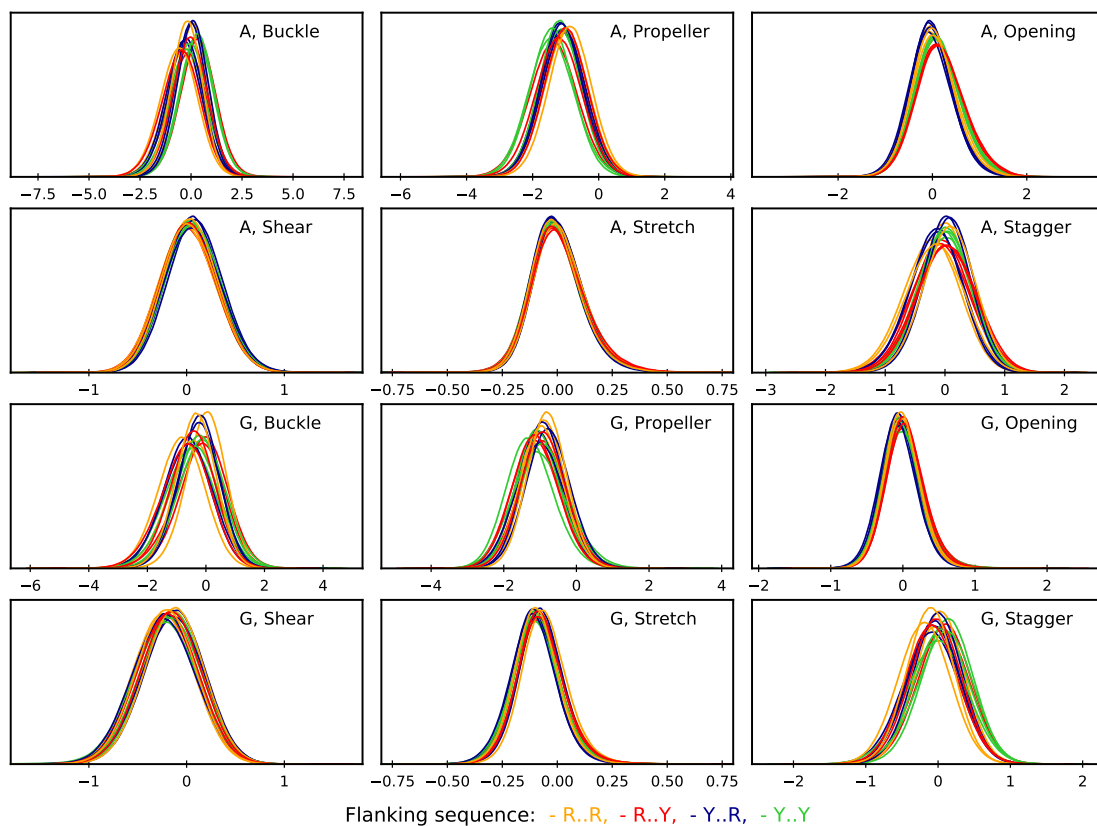 A, Buckle
−7.5 −5.0 −2.5 0.0 2.5 5.0 7.5
A, Propeller
−6 −4 −2 0 2 4
A, Opening
−2 0 2
A, Shear
−1 0 1
A, Stretch
−0.75 −0.50 −0.25 0.00 0.25 0.50 0.75
A, Stagger
−3 −2 −1 0 1 2
G, Buckle
−6 −4 −2 0 2 4
G, Propeller
−4 −2 0 2 4
G, Opening
−2 −1 0 1 2
G, Shear
−1 0 1
G, Stretch
−0.75 −0.50 −0.25 0.00 0.25 0.50 0.75
G, Stagger
−2 −1 0 1 2
Flanking sequence: - R..R, - R..Y, - Y..R, - Y..Y